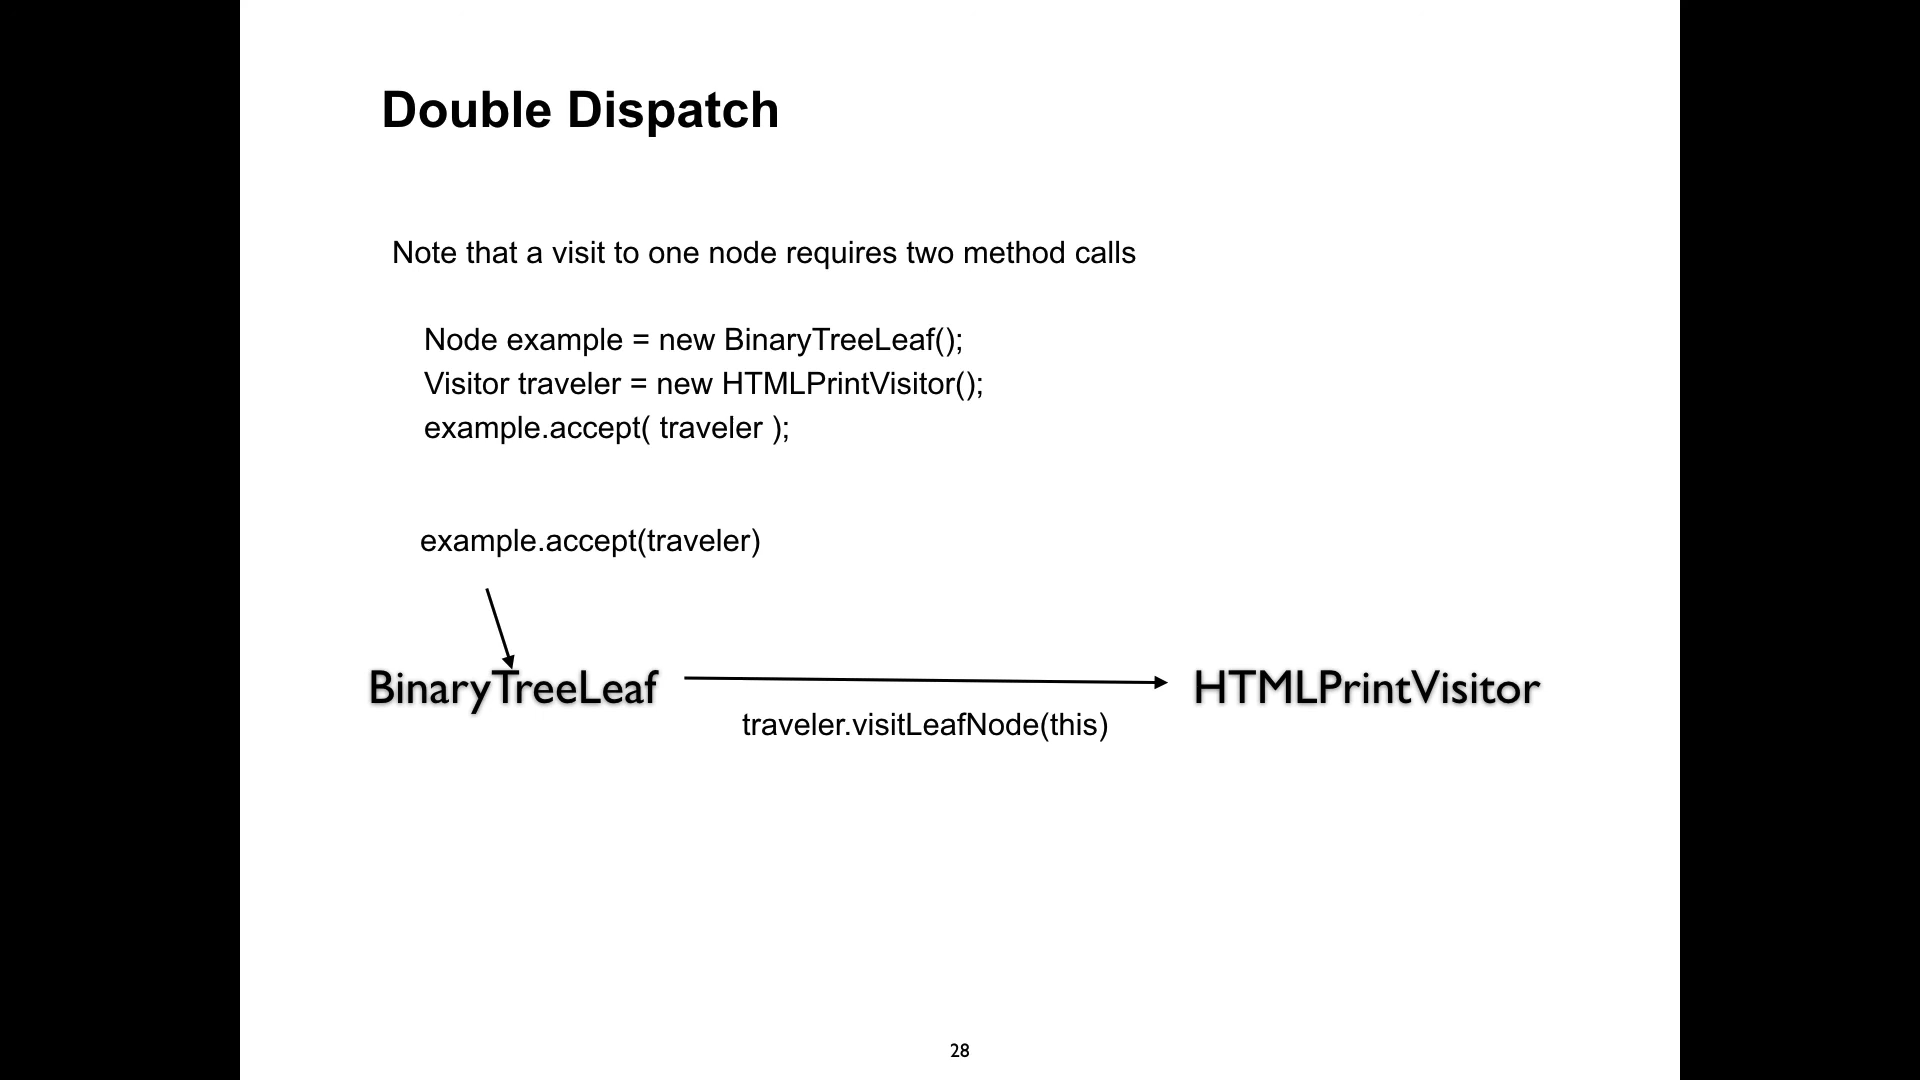 Double Dispatch
Note that a visit to one node requires two method calls
Node example = new BinaryTreeLeaf();
Visitor traveler = new HTMLPrintVisitor();
example.accept( traveler );
example.accept(traveler)
BinaryTreeLeaf
HTMLPrintVisitor
traveler.visitLeafNode(this)
28